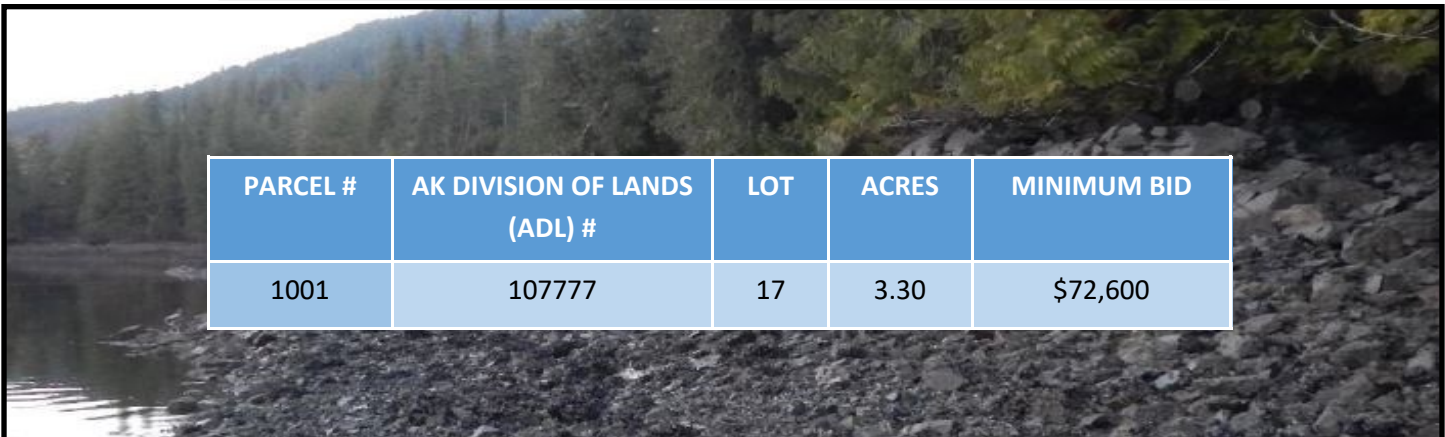 PARCEL # AK DIVISION OF LANDS (ADL) # LOT ACRES MINIMUM BID
1001 107777 17 3.30 $72,600